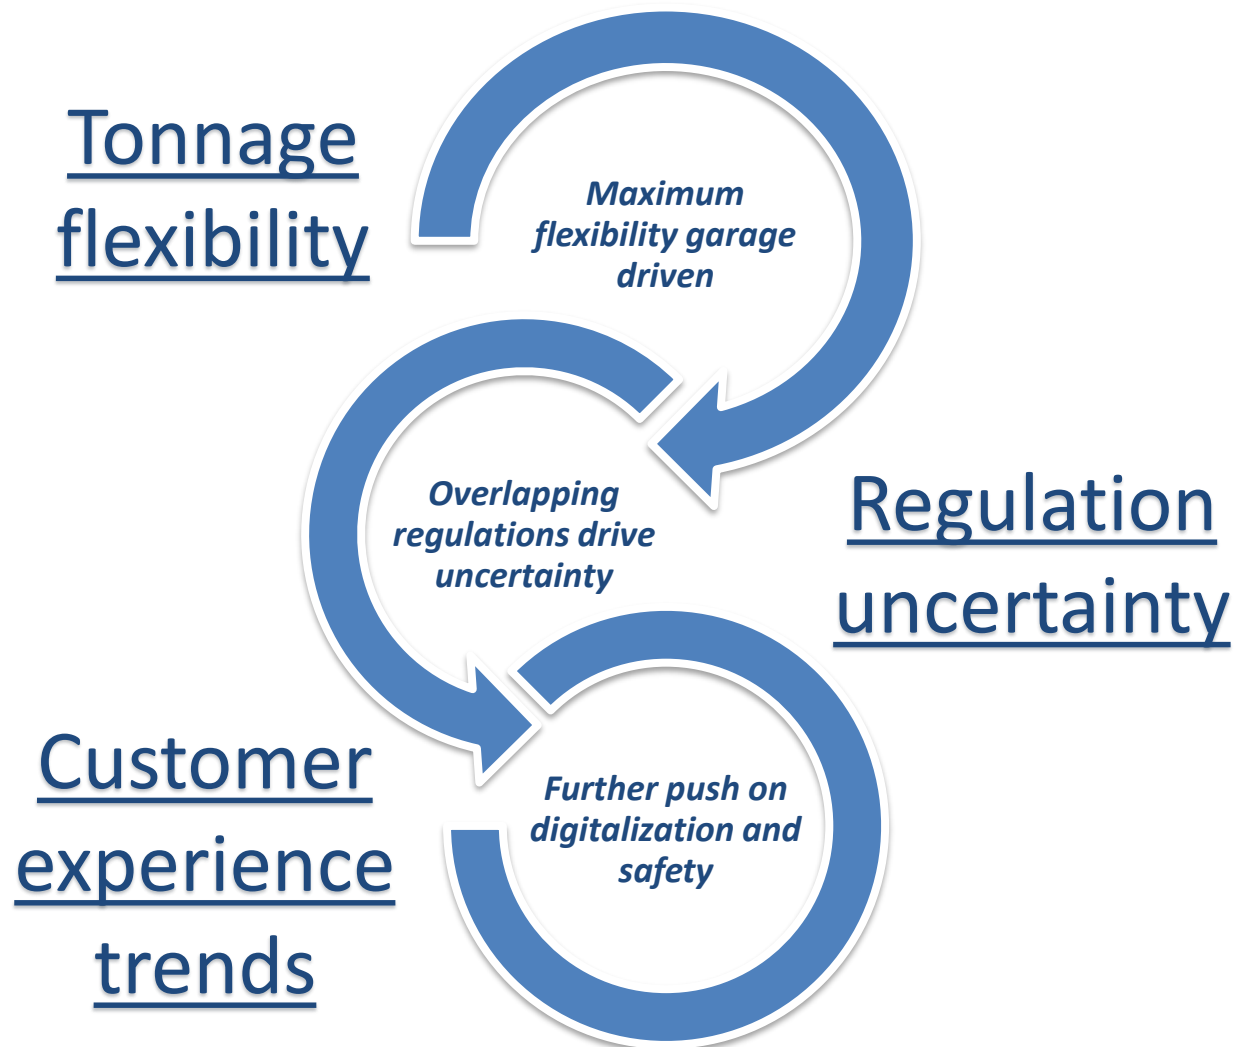 Tonnage
flexibility
Maximum
flexibility garage
driven
Overlapping
regulations drive
uncertainty
Regulation
uncertainty
Customer
experience
trends
Further push on
digitalization and
safety